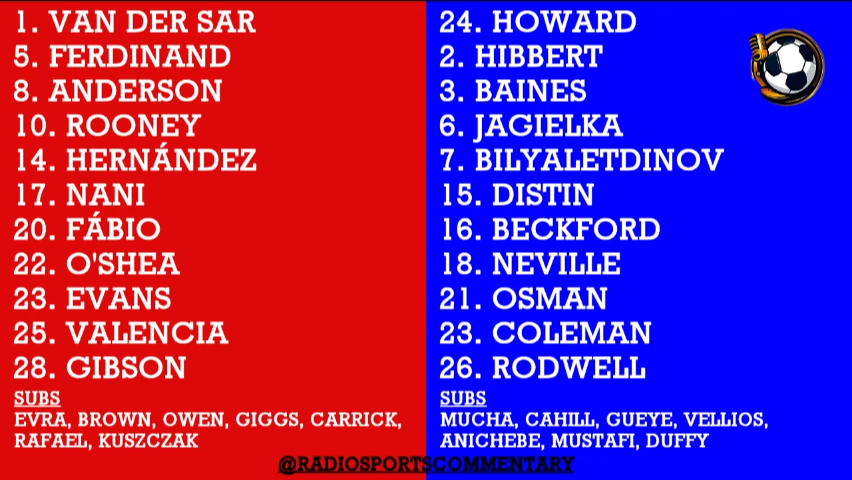 1. VAN DER SAR
5. FERDINAND
8. ANDERSON
10. ROONEY
14. HERNÁNDEZ
17. NANI
20. FÁBIO
22. O'SHEA
23. EVANS
25. VALENCIA
28. GIBSON
SUBS
EVRA, BROWN, OWEN, GIGGS, CARRICK,
RAFAEL, KUSZCZAK
24. HOWARD
2. HIBBERT
3. BAINES
6. JAGIELKA
7. BILYALETDINOV
15. DISTIN
16. BECKFORD
18. NEVILLE
21. OSMAN
23. COLEMAN
26. RODWELL
SUBS
MUCHA, CAHILL, GUEYE, VELLIOS,
ANICHEBE, MUSTAFI, DUFFY
@RADIOSPORTSCOMMENTARY